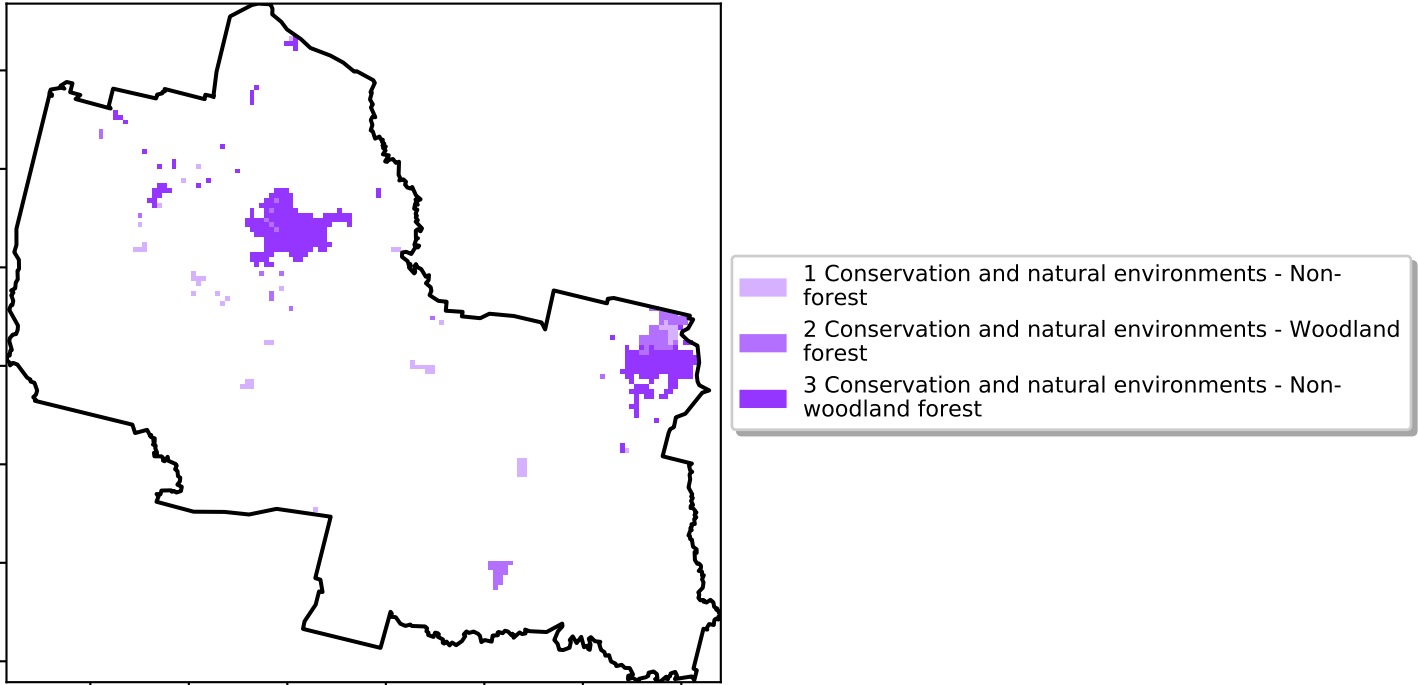 1 Conservation and natural environments - Non-
forest
2 Conservation and natural environments - Woodland
forest
3 Conservation and natural environments - Non-
woodland forest